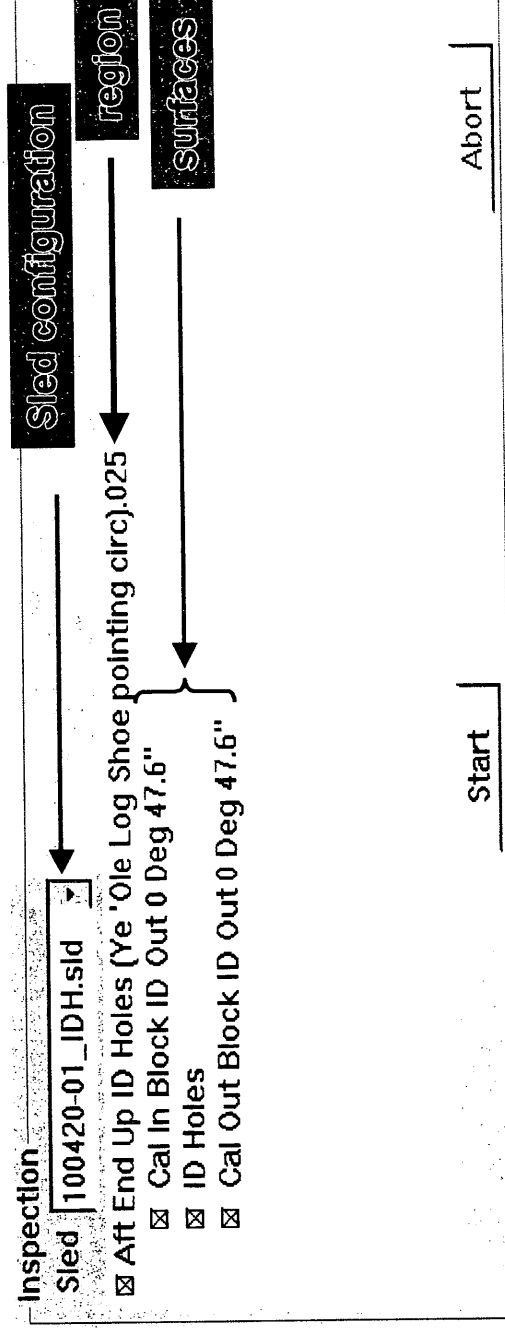 Inspection
Sled 100420-01_IDH.sld
Sled configuration
Aft End Up ID Holes (Ye 'Ole Log Shoe pointing circ).025
region
Cal In Block ID Out 0 Deg 47.6"
ID Holes
surfaces
Cal Out Block ID Out 0 Deg 47.6"
Start
Abort